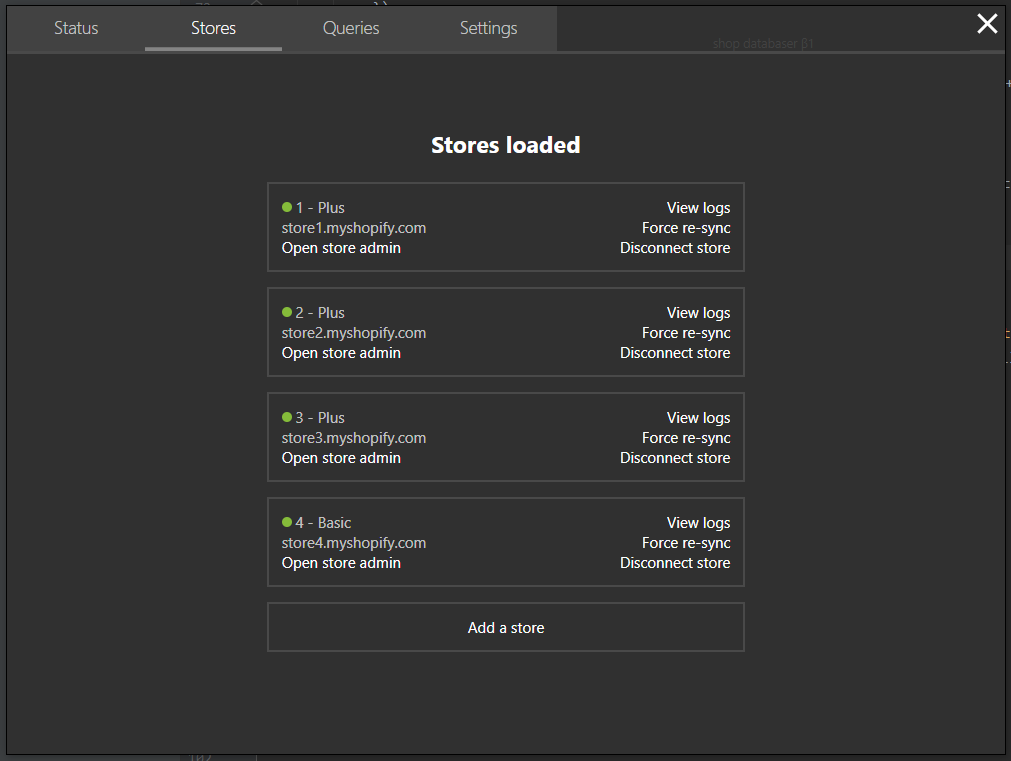 Status Stores Queries Settings
shop databaser β1
Stores loaded
1 - Plus View logs
store1.myshopify.com Force re-sync
Open store admin Disconnect store
2 - Plus View logs
store2.myshopify.com Force re-sync
Open store admin Disconnect store
3 - Plus View logs
store3.myshopify.com Force re-sync
Open store admin Disconnect store
4 - Basic View logs
store4.myshopify.com Force re-sync
Open store admin Disconnect store
Add a store